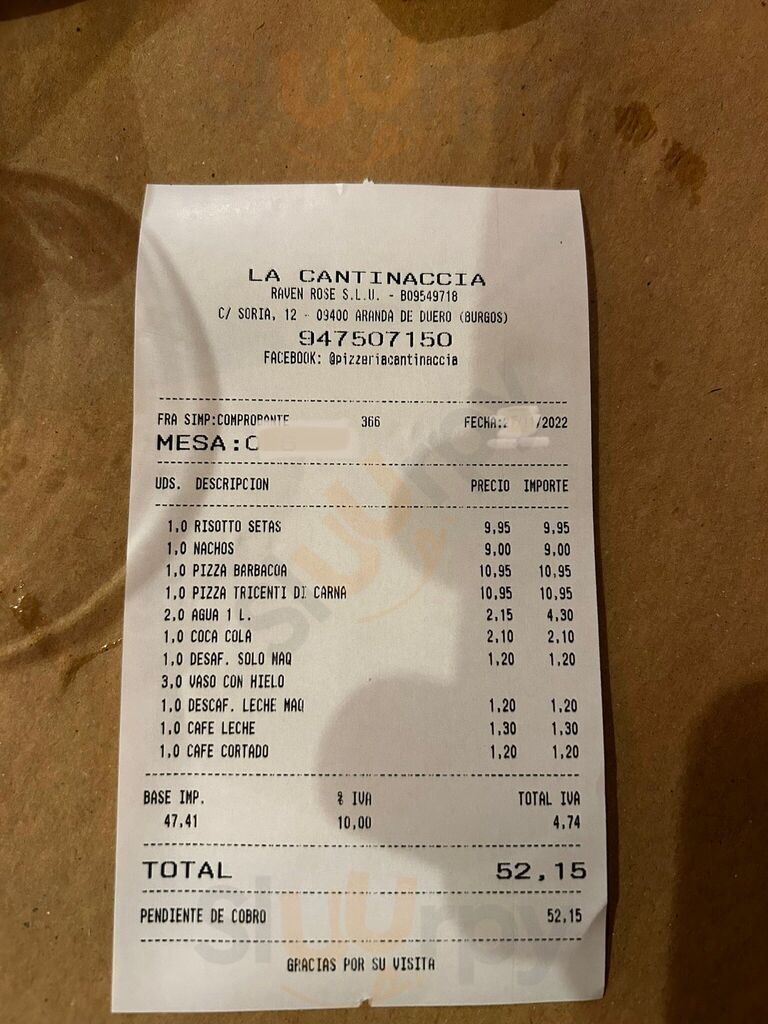 LA CANTINACCIA
RAVEN ROSE S.L.U. - B09549718
C/ SORIA, 12 - 09400 ARANDA DE DUERO (BURGOS)
947507150
FACEBOOK: @pizzeriacantinaccia
FRA SIMP:COMPROBANTE 366 FECHA: /2022
MESA:C
UDS. DESCRIPCION PRECIO IMPORTE
1,0 RISOTTO SETAS 9,95 9,95
1,0 NACHOS 9,00 9,00
1,0 PIZZA BARBACOA 10,95 10,95
1,0 PIZZA TRICENTI DI CARNA 10,95 10,95
2,0 AGUA 1 L. 2,15 4,30
1,0 COCA COLA 2,10 2,10
1,0 DESAF. SOLO MAQ 1,20 1,20
3,0 VASO CON HIELO
1,0 DESCAF. LECHE MAQ 1,20 1,20
1,0 CAFE LECHE 1,30 1,30
1,0 CAFE CORTADO 1,20 1,20
BASE IMP. % IVA TOTAL IVA
47,41 10,00 4,74
TOTAL 52,15
PENDIENTE DE COBRO 52,15
GRACIAS POR SU VISITA
sluurpy
sluurpy
sluurpy